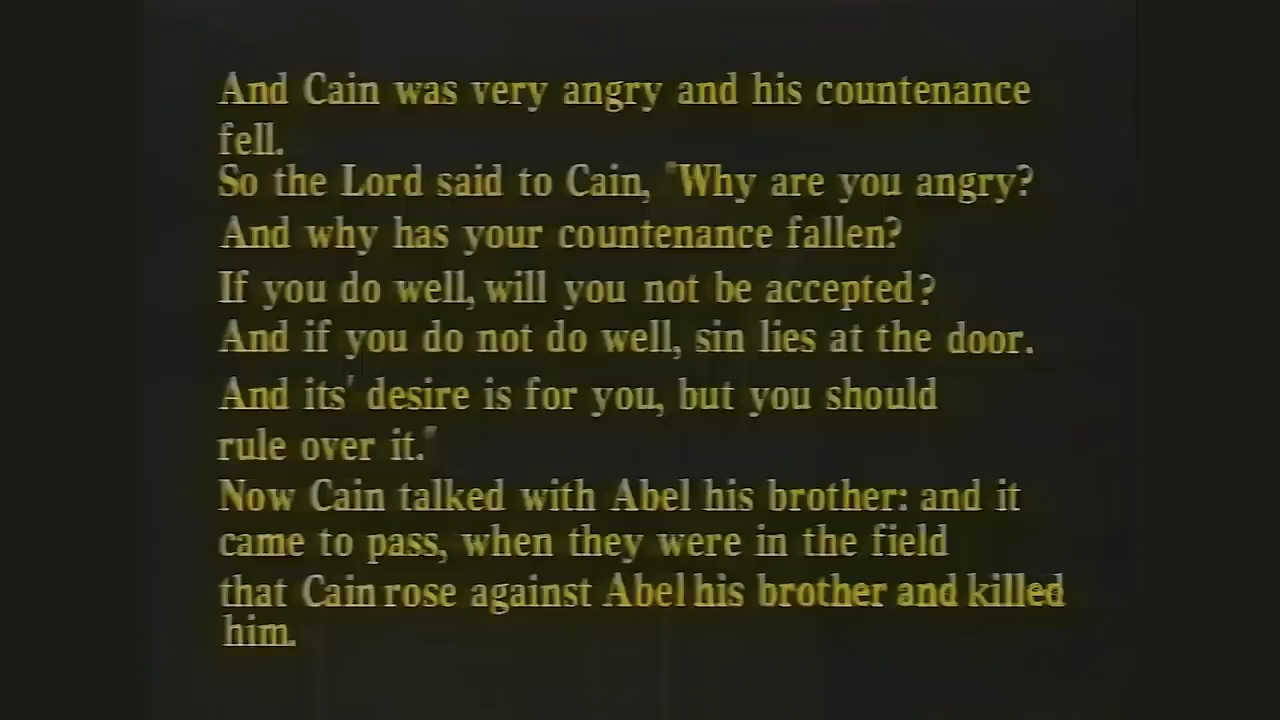 And Cain was very angry and his countenance
fell.
So the Lord said to Cain, "Why are you angry?
And why has your countenance fallen?
If you do well, will you not be accepted?
And if you do not do well, sin lies at the door.
And its' desire is for you, but you should
rule over it."
Now Cain talked with Abel his brother: and it
came to pass, when they were in the field
that Cain rose against Abel his brother and killed
him.